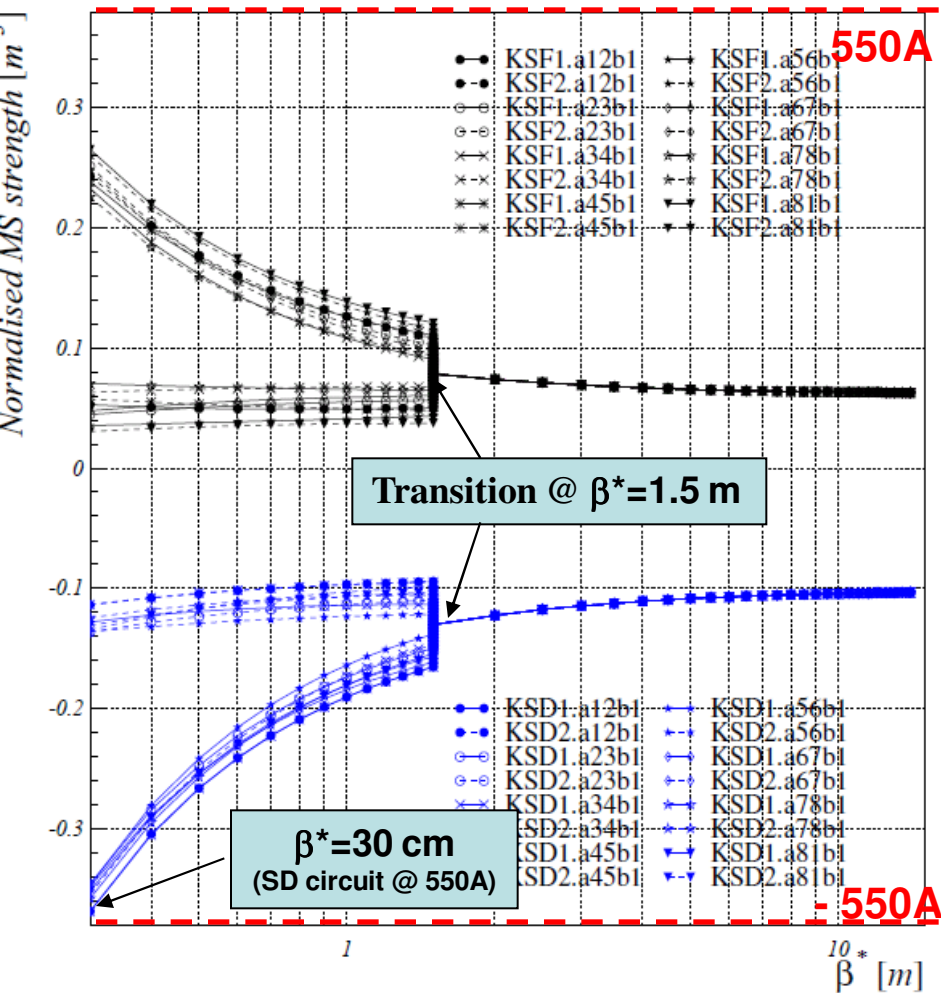 550A
Normalised MS strength [m
KSF1.a12b1 KSF1.a56b1
KSF2.a12b1 KSF2.a56b1
KSF1.a23b1 KSF1.a67b1
KSF2.a23b1 KSF2.a67b1
KSF1.a34b1 KSF1.a78b1
KSF2.a34b1 KSF2.a78b1
KSF1.a45b1 KSF1.a81b1
KSF2.a45b1 KSF2.a81b1
0.3
0.2
0.1
0
-0.1
-0.2
-0.3
Transition @ β*=1.5 m
KSD1.a12b1 KSD1.a56b1
KSD2.a12b1 KSD2.a56b1
KSD1.a23b1 KSD1.a67b1
KSD2.a23b1 KSD2.a67b1
KSD1.a34b1 KSD1.a78b1
KSD2.a34b1 KSD2.a78b1
KSD1.a45b1 KSD1.a81b1
KSD2.a45b1 KSD2.a81b1
β*=30 cm
(SD circuit @ 550A)
- 550A
1 10
β* [m]